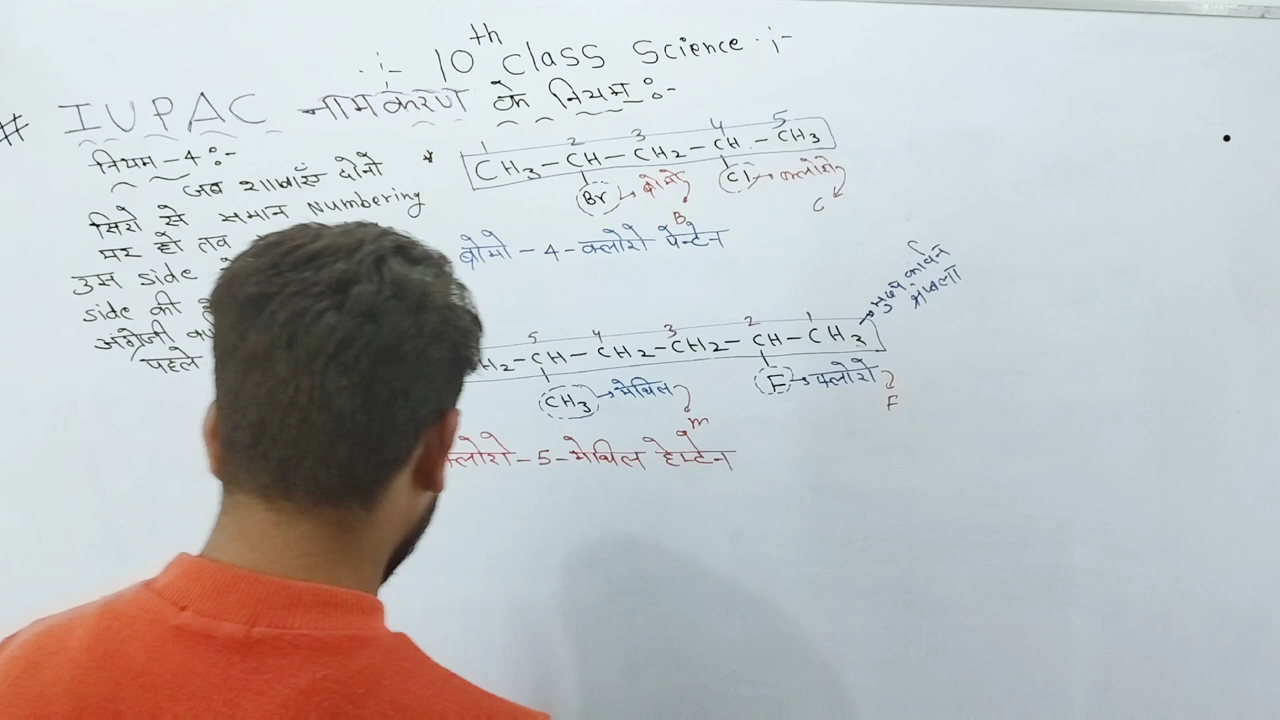 :- 10th Class Science :-
# IUPAC नामकरण के नियम :-
नियम-4 :-
जब शाखाएँ दोनों
सिरों से समान Numbering
पर हो तब
उस side
side की
अंग्रेजी
पहले
* 1 2 3 4 5
CH3-CH-CH2-CH-CH3
Br → ब्रोमो Cl → क्लोरो
B C
ब्रोमो-4-क्लोरो पेन्टेन
5 4 3 2 1
H2-CH-CH2-CH2-CH-CH3 → मुख्य कार्बन श्रृंखला
CH3 → मेथिल F → फ्लोरो
m F
क्लोरो-5-मेथिल हेप्टेन